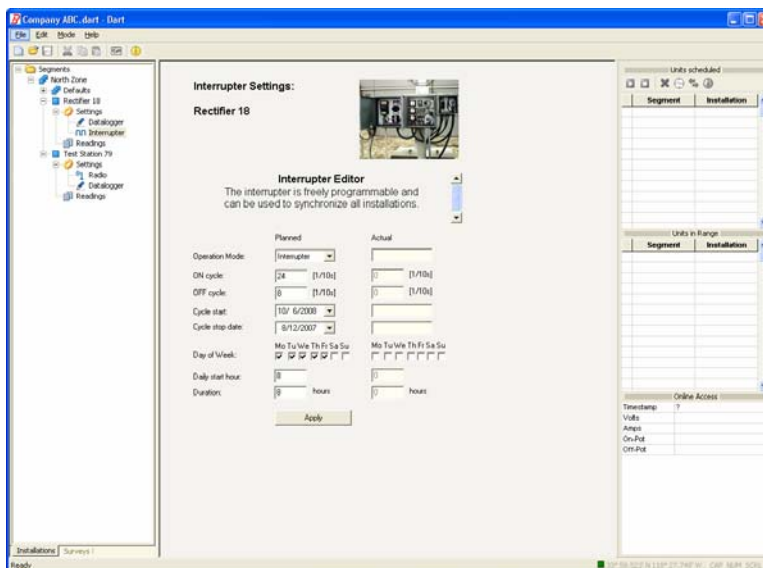 Company ABC.dart - Dart
File Edit Mode Help
Segments
North Zone
Defaults
Rectifier 18
Settings
Datalogger
Interrupter
Readings
Test Station 79
Settings
Radio
Datalogger
Readings
Interrupter Settings:
Rectifier 18
Interrupter Editor
The interrupter is freely programmable and
can be used to synchronize all installations.
Planned Actual
Operation Mode: Interrupter
ON cycle: 24 [1/10s] 0 [1/10s]
OFF cycle: 8 [1/10s] 0 [1/10s]
Cycle start: 10/ 6/2008
Cycle stop date: 8/12/2007
Mo Tu We Th Fr Sa Su Mo Tu We Th Fr Sa Su
Day of Week:
Daily start hour: 8 0
Duration: 8 hours 0 hours
Apply
Units scheduled
Segment Installation
Units in Range
Segment Installation
Online Access
Timestamp ?
Volts
Amps
On-Pot
Off-Pot
Installations Surveys
Ready
CAP NUM SCRL